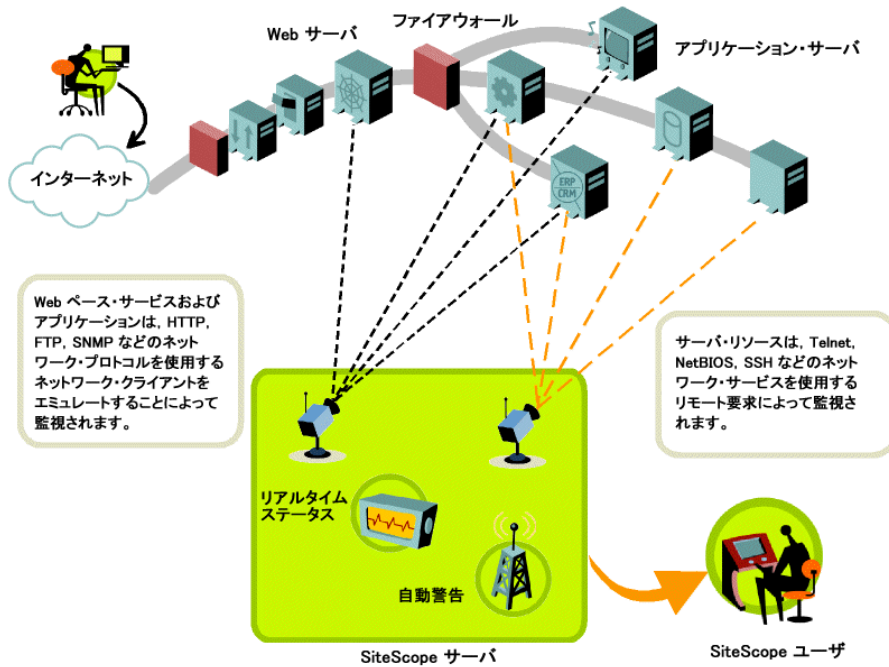 Web サーバ
ファイアウォール
アプリケーション・サーバ
インターネット
ERP
CRM
Web ベース・サービスおよび
アプリケーションは, HTTP,
FTP, SNMP などのネット
ワーク・プロトコルを使用する
ネットワーク・クライアントを
エミュレートすることによって
監視されます。
サーバ・リソースは, Telnet,
NetBIOS, SSH などのネット
ワーク・サービスを使用する
リモート要求によって監視さ
れます。
リアルタイム
ステータス
自動警告
SiteScope サーバ
SiteScope ユーザ